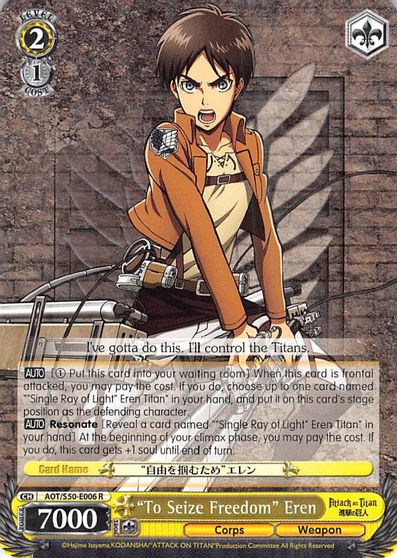 LEVEL
2
1
COST
I've gotta do this. I'll control the Titans.
AUTO [① Put this card into your waiting room] When this card is frontal
attacked, you may pay the cost. If you do, choose up to one card named
""Single Ray of Light" Eren Titan" in your hand, and put it on this card's stage
position as the defending character.
AUTO Resonate [Reveal a card named ""Single Ray of Light" Eren Titan" in
your hand] At the beginning of your climax phase, you may pay the cost. If
you do, this card gets +1 soul until end of turn.
Card Name
"自由を掴むため"エレン
CH AOT/S50-E006 R
"To Seize Freedom" Eren
Attack on Titan
進撃の巨人
POWER
7000
Corps
Weapon
©Hajime Isayama,KODANSHA/"ATTACK ON TITAN"Production Committee. All Rights Reserved.